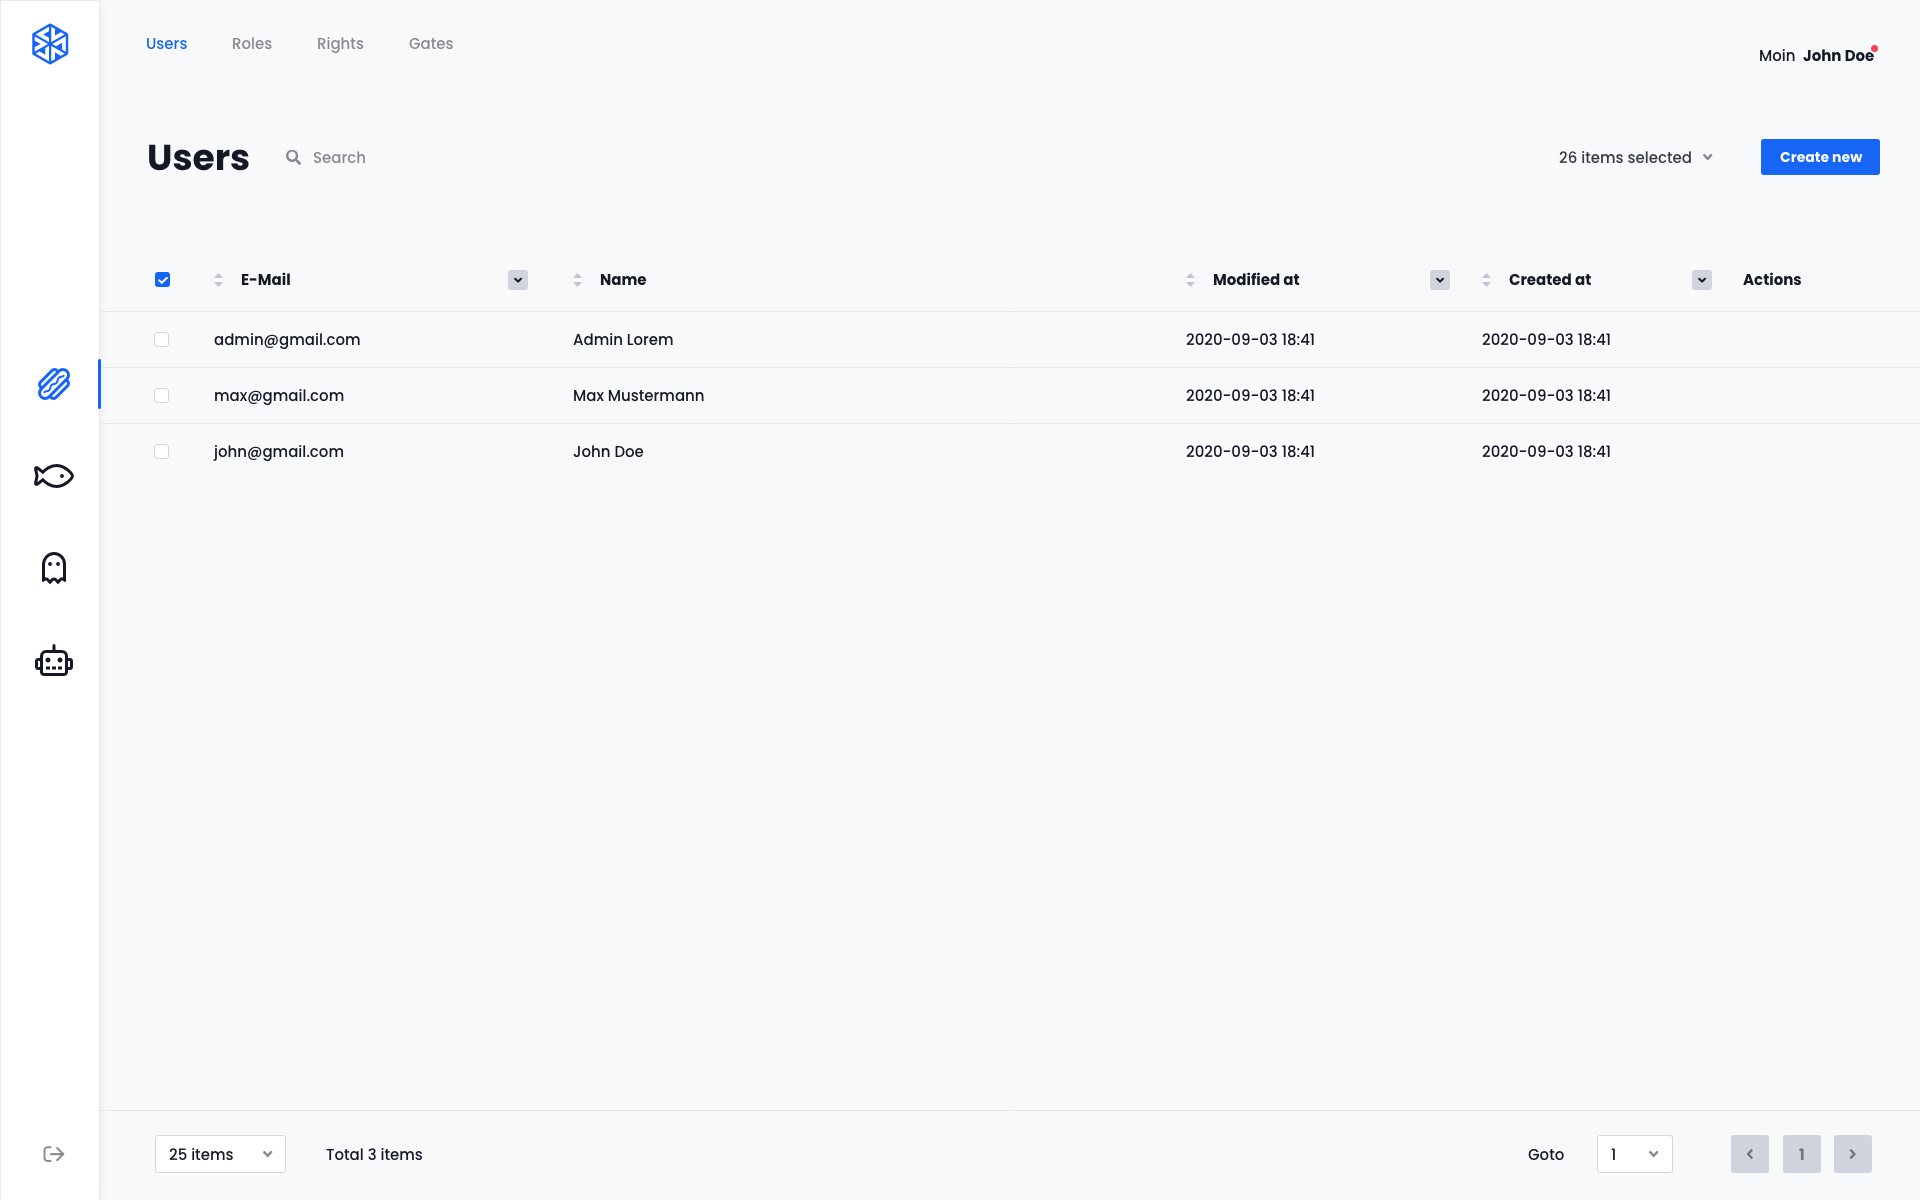 Users Roles Rights Gates
Moin John Doe
Users Search 26 items selected Create new
E-Mail Name Modified at Created at Actions
admin@gmail.com Admin Lorem 2020-09-03 18:41 2020-09-03 18:41
max@gmail.com Max Mustermann 2020-09-03 18:41 2020-09-03 18:41
john@gmail.com John Doe 2020-09-03 18:41 2020-09-03 18:41
25 items Total 3 items Goto 1 1